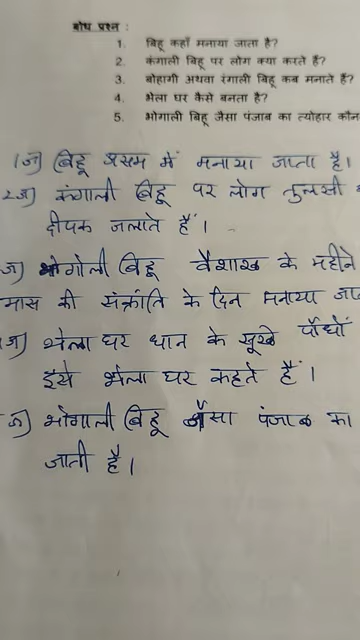 बोध प्रश्न :
1. बिहू कहाँ मनाया जाता है?
2. कंगाली बिहू पर लोग क्या करते हैं?
3. बोहागी अथवा रंगाली बिहू कब मनाते हैं?
4. भेला घर कैसे बनता है?
5. भोगाली बिहू जैसा पंजाब का त्योहार कौन
1ज) बिहू असम में मनाया जाता है।
2ज) कंगाली बिहू पर लोग तुलसी
दीपक जलाते हैं।
ज) भोगोली बिहू वैशाख के महीने
मास की संक्रांति के दिन मनाया जा
ज) भेला घर धान के सूखे पौधों
इसे भेला घर कहते हैं।
ज) भोगाली बिहू जैसा पंजाब का
जाती है।